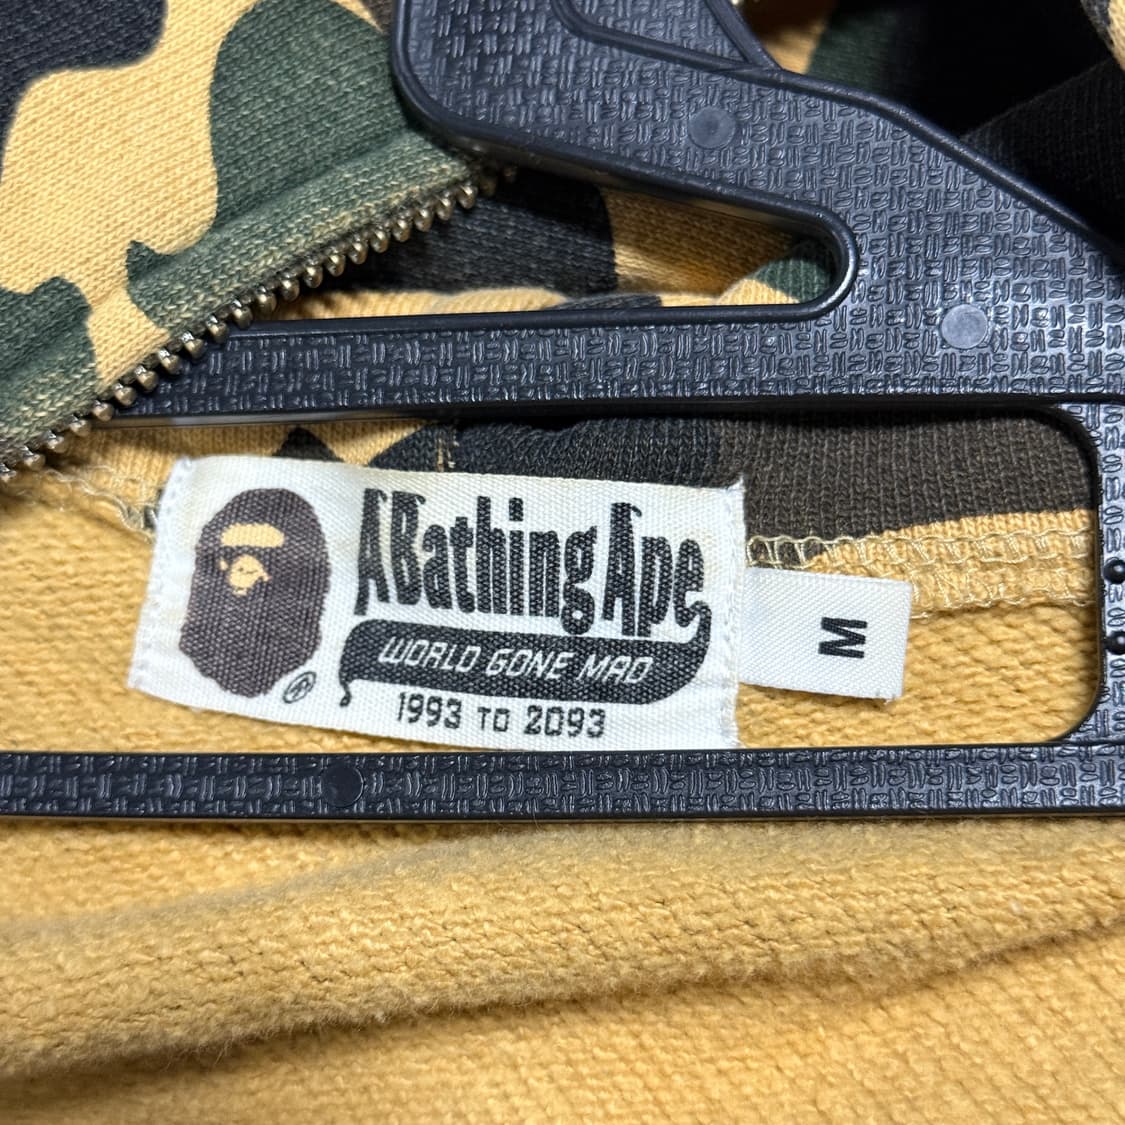 A Bathing Ape
WORLD GONE MAD
1993 TO 2093
®
M